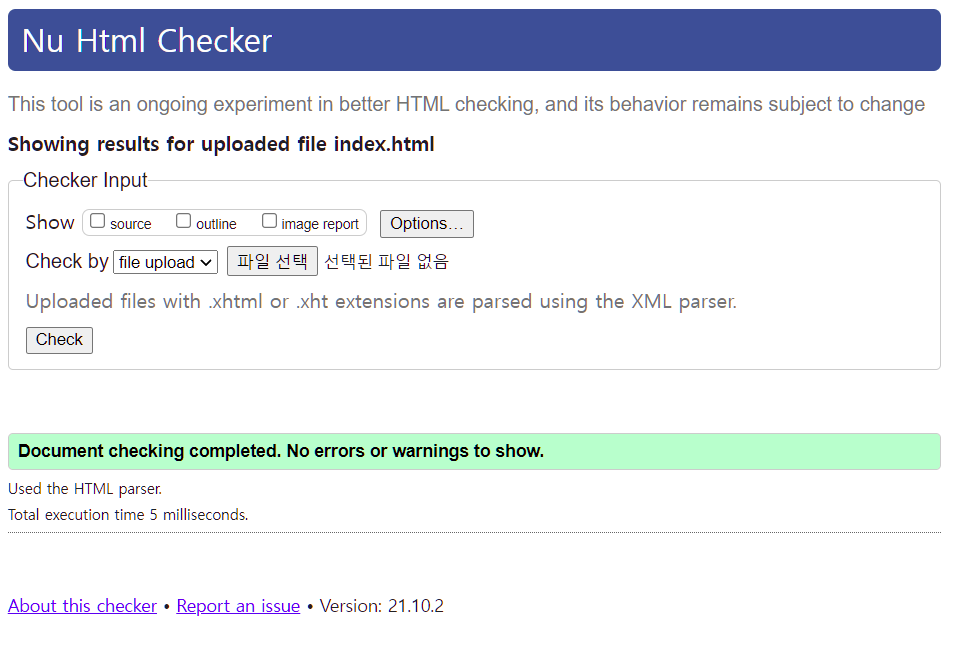 Nu Html Checker
This tool is an ongoing experiment in better HTML checking, and its behavior remains subject to change
Showing results for uploaded file index.html
Checker Input
Show source outline image report Options...
Check by file upload 파일 선택 선택된 파일 없음
Uploaded files with .xhtml or .xht extensions are parsed using the XML parser.
Check
Document checking completed. No errors or warnings to show.
Used the HTML parser.
Total execution time 5 milliseconds.
About this checker • Report an issue • Version: 21.10.2